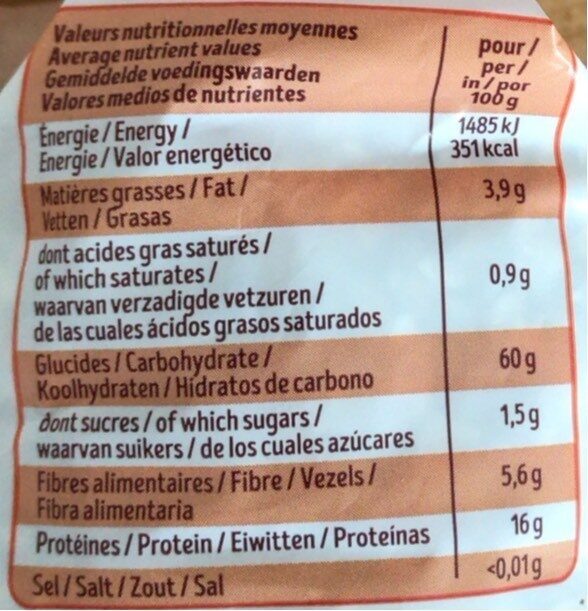 Valeurs nutritionnelles moyennes
Average nutrient values
Gemiddelde voedingswaarden
Valores medios de nutrientes
pour /
per /
in / por
100 g
Énergie / Energy /
Energie / Valor energético
1485 kJ
351 kcal
Matières grasses / Fat /
Vetten / Grasas
3,9 g
dont acides gras saturés /
of which saturates /
waarvan verzadigde vetzuren /
de las cuales ácidos grasos saturados
0,9 g
Glucides / Carbohydrate /
Koolhydraten / Hidratos de carbono
60 g
dont sucres / of which sugars /
waarvan suikers / de los cuales azúcares
1,5 g
Fibres alimentaires / Fibre / Vezels /
Fibra alimentaria
5,6 g
Protéines / Protein / Eiwitten / Proteínas
16 g
Sel / Salt / Zout / Sal
<0,01 g